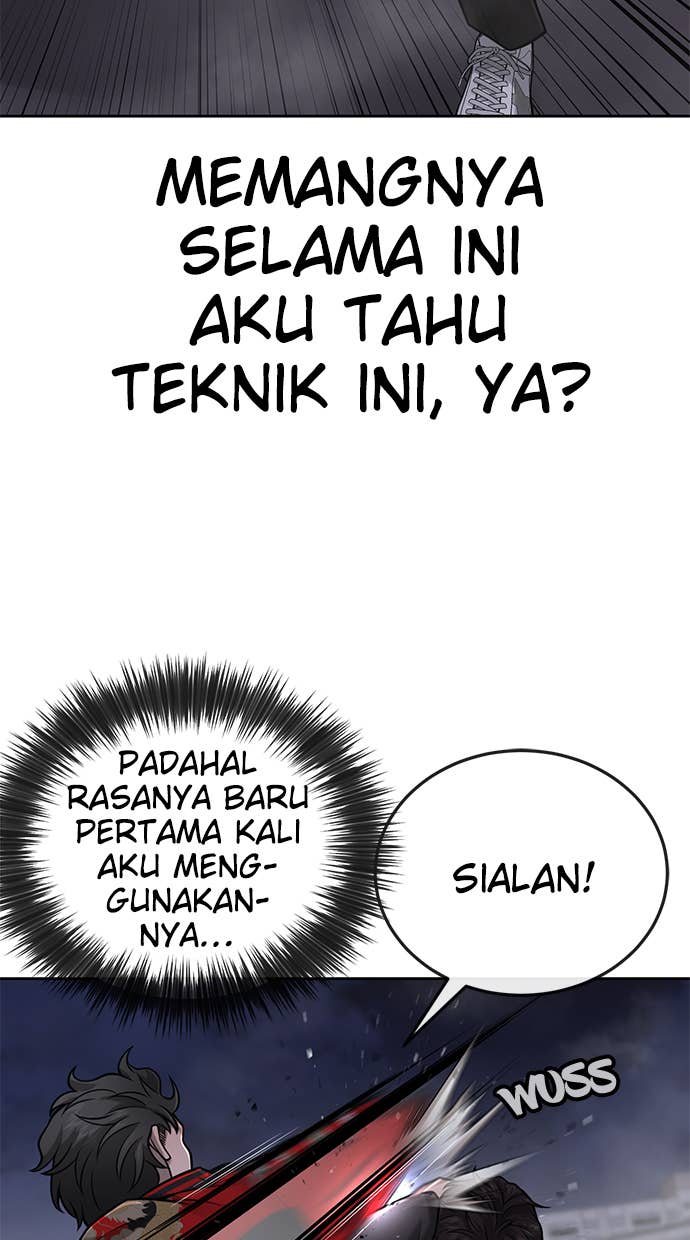 MEMANGNYA
SELAMA INI
AKU TAHU
TEKNIK INI, YA?
PADAHAL
RASANYA BARU
PERTAMA KALI
AKU MENG-
GUNAKAN-
NYA...
SIALAN!
WUSS